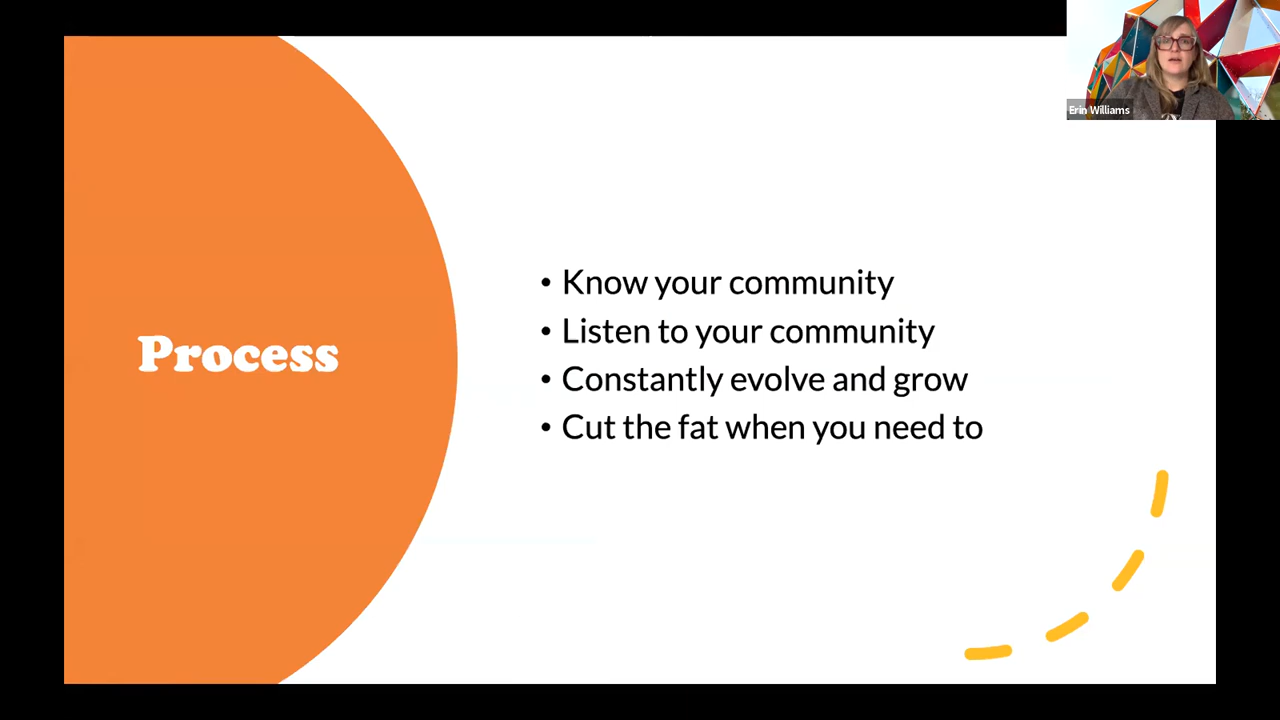 Erin Williams
Process
• Know your community
• Listen to your community
• Constantly evolve and grow
• Cut the fat when you need to